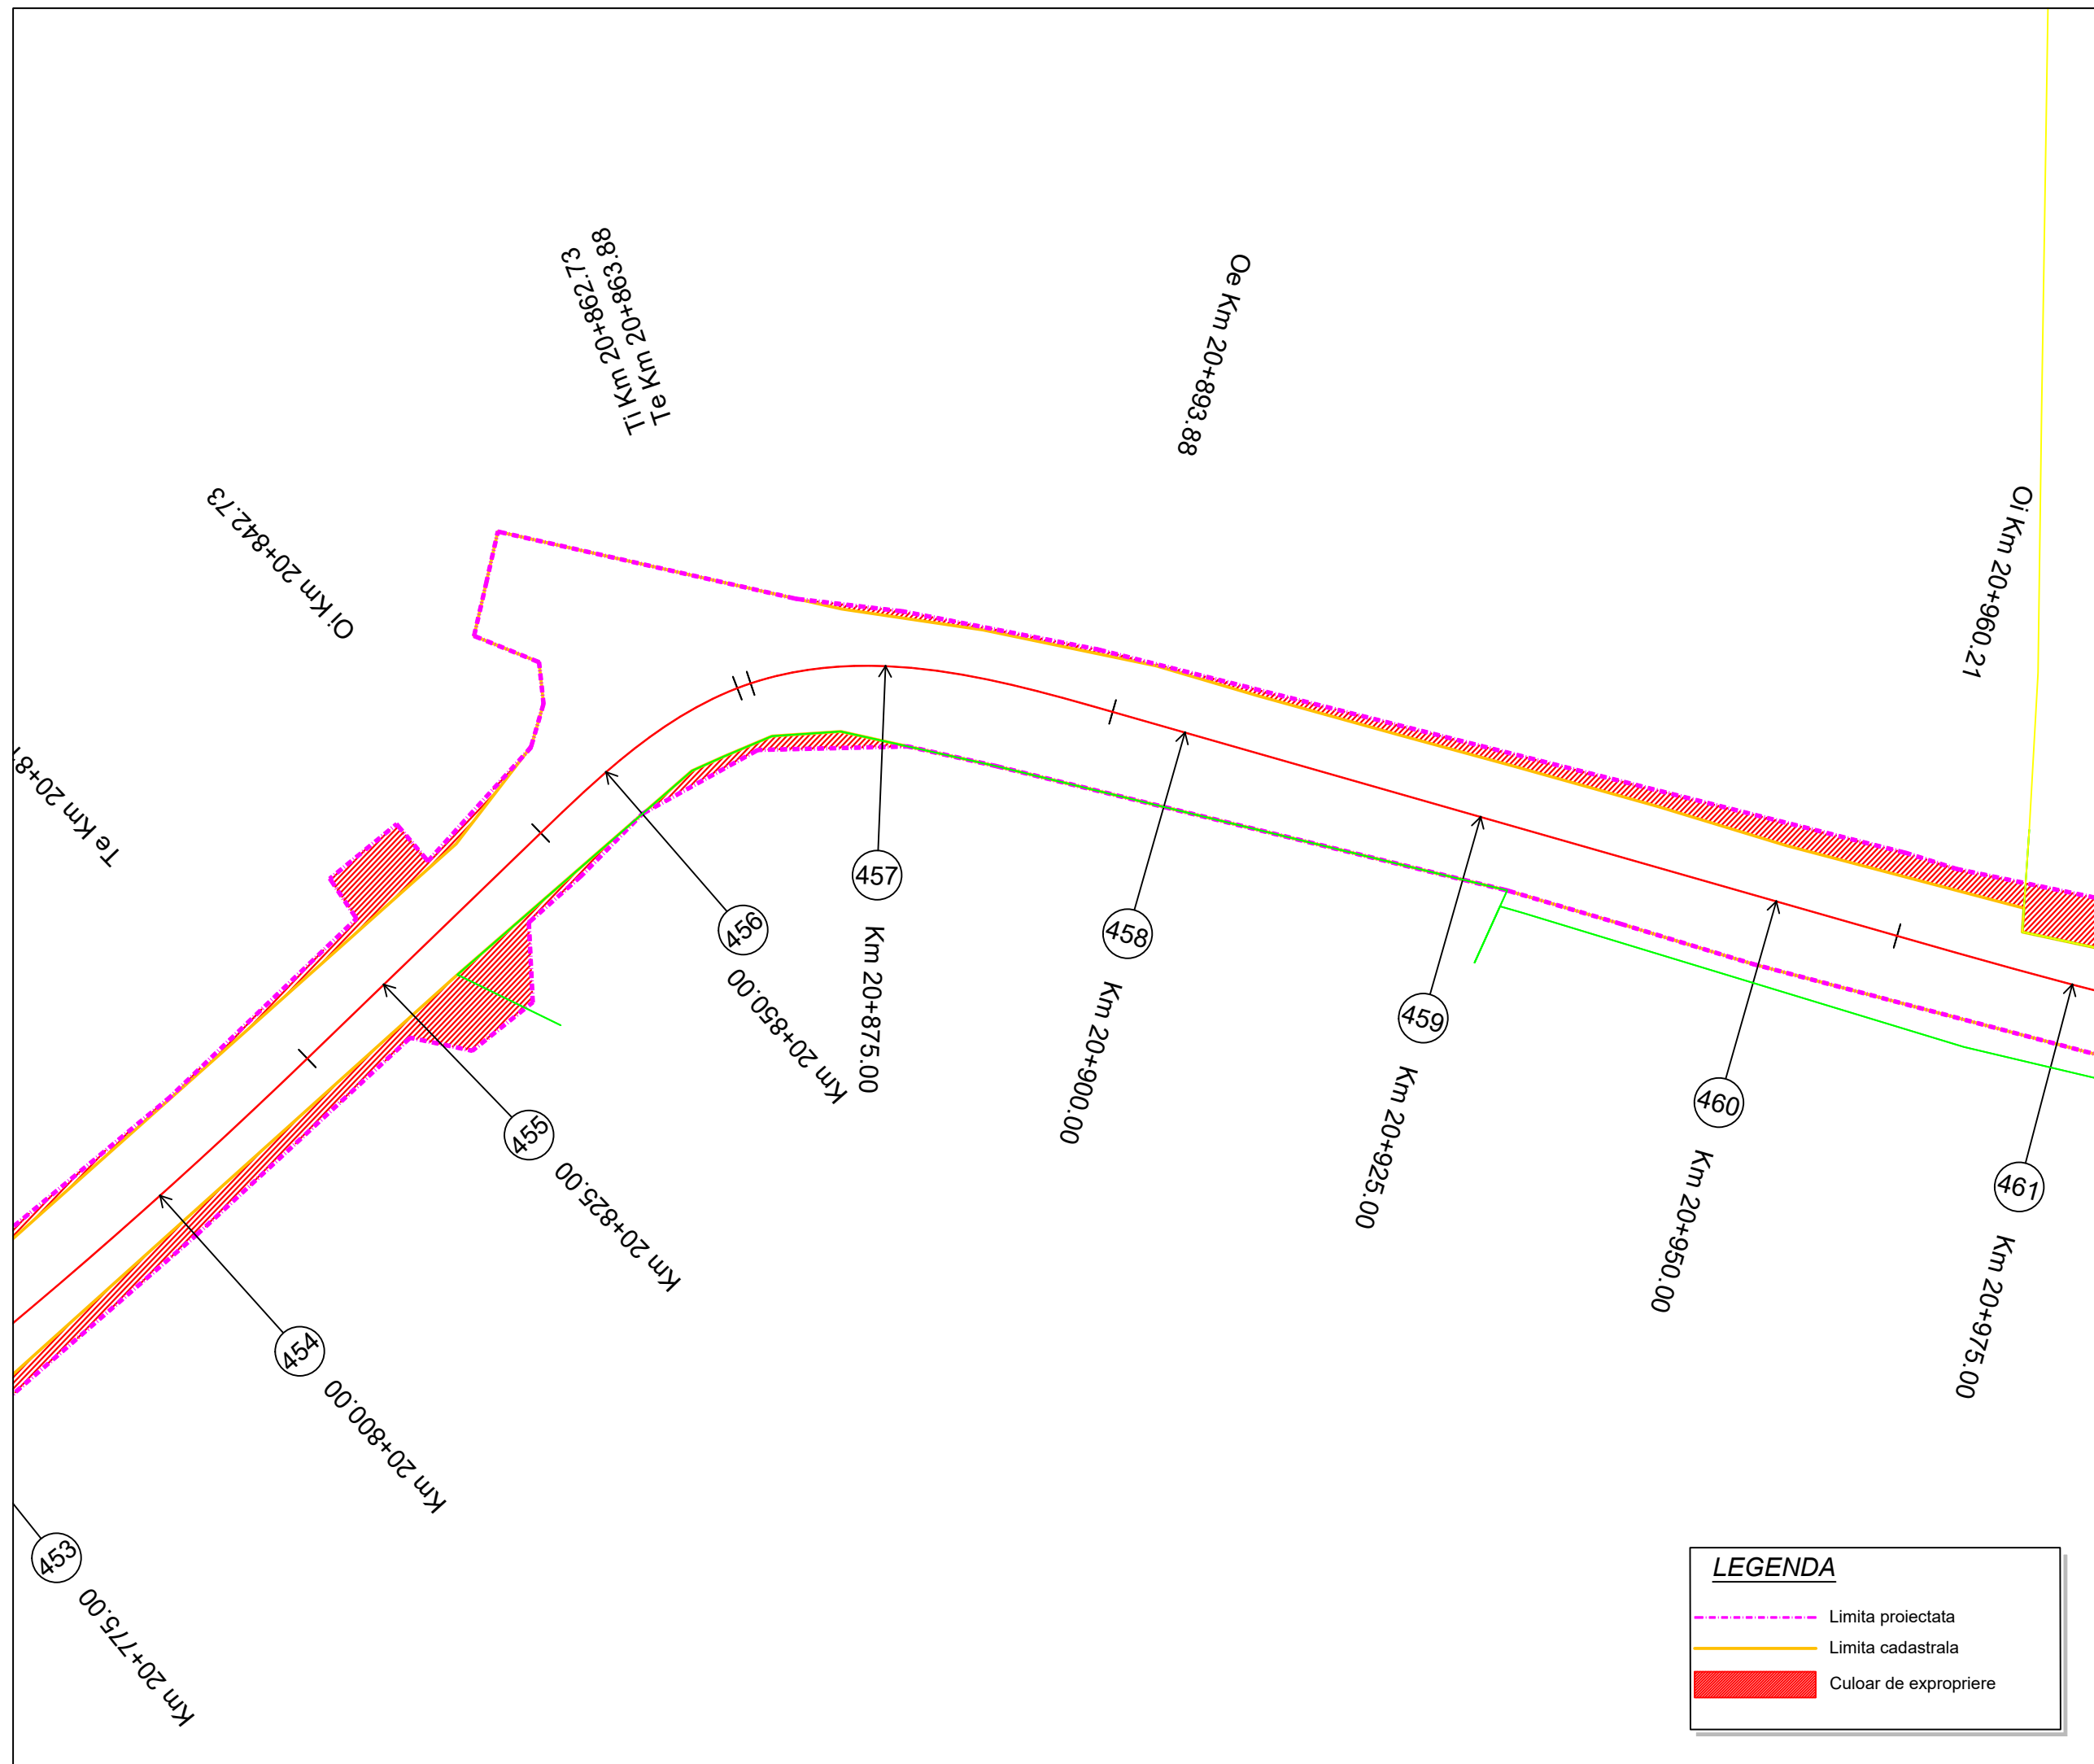 Ti Km 20+862.73
Te Km 20+863.88
Oe Km 20+893.88
Oi Km 20+842.73
Oi Km 20+960.21
Te Km 20+81
457
456
458
459
460
461
455
454
453
Km 20+850.00
Km 20+875.00
Km 20+900.00
Km 20+925.00
Km 20+950.00
Km 20+975.00
Km 20+825.00
Km 20+800.00
Km 20+775.00
LEGENDA
Limita proiectata
Limita cadastrala
Culoar de expropriere